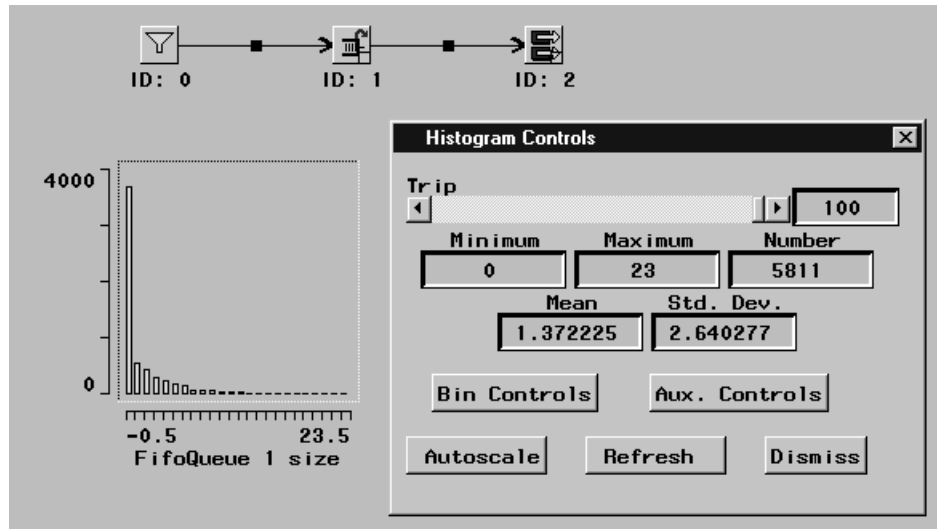 ID: 0 ID: 1 ID: 2
Histogram Controls
Trip
100
Minimum Maximum Number
0 23 5811
Mean Std. Dev.
1.372225 2.640277
Bin Controls Aux. Controls
Autoscale Refresh Dismiss
4000
0
-0.5 23.5
FifoQueue 1 size